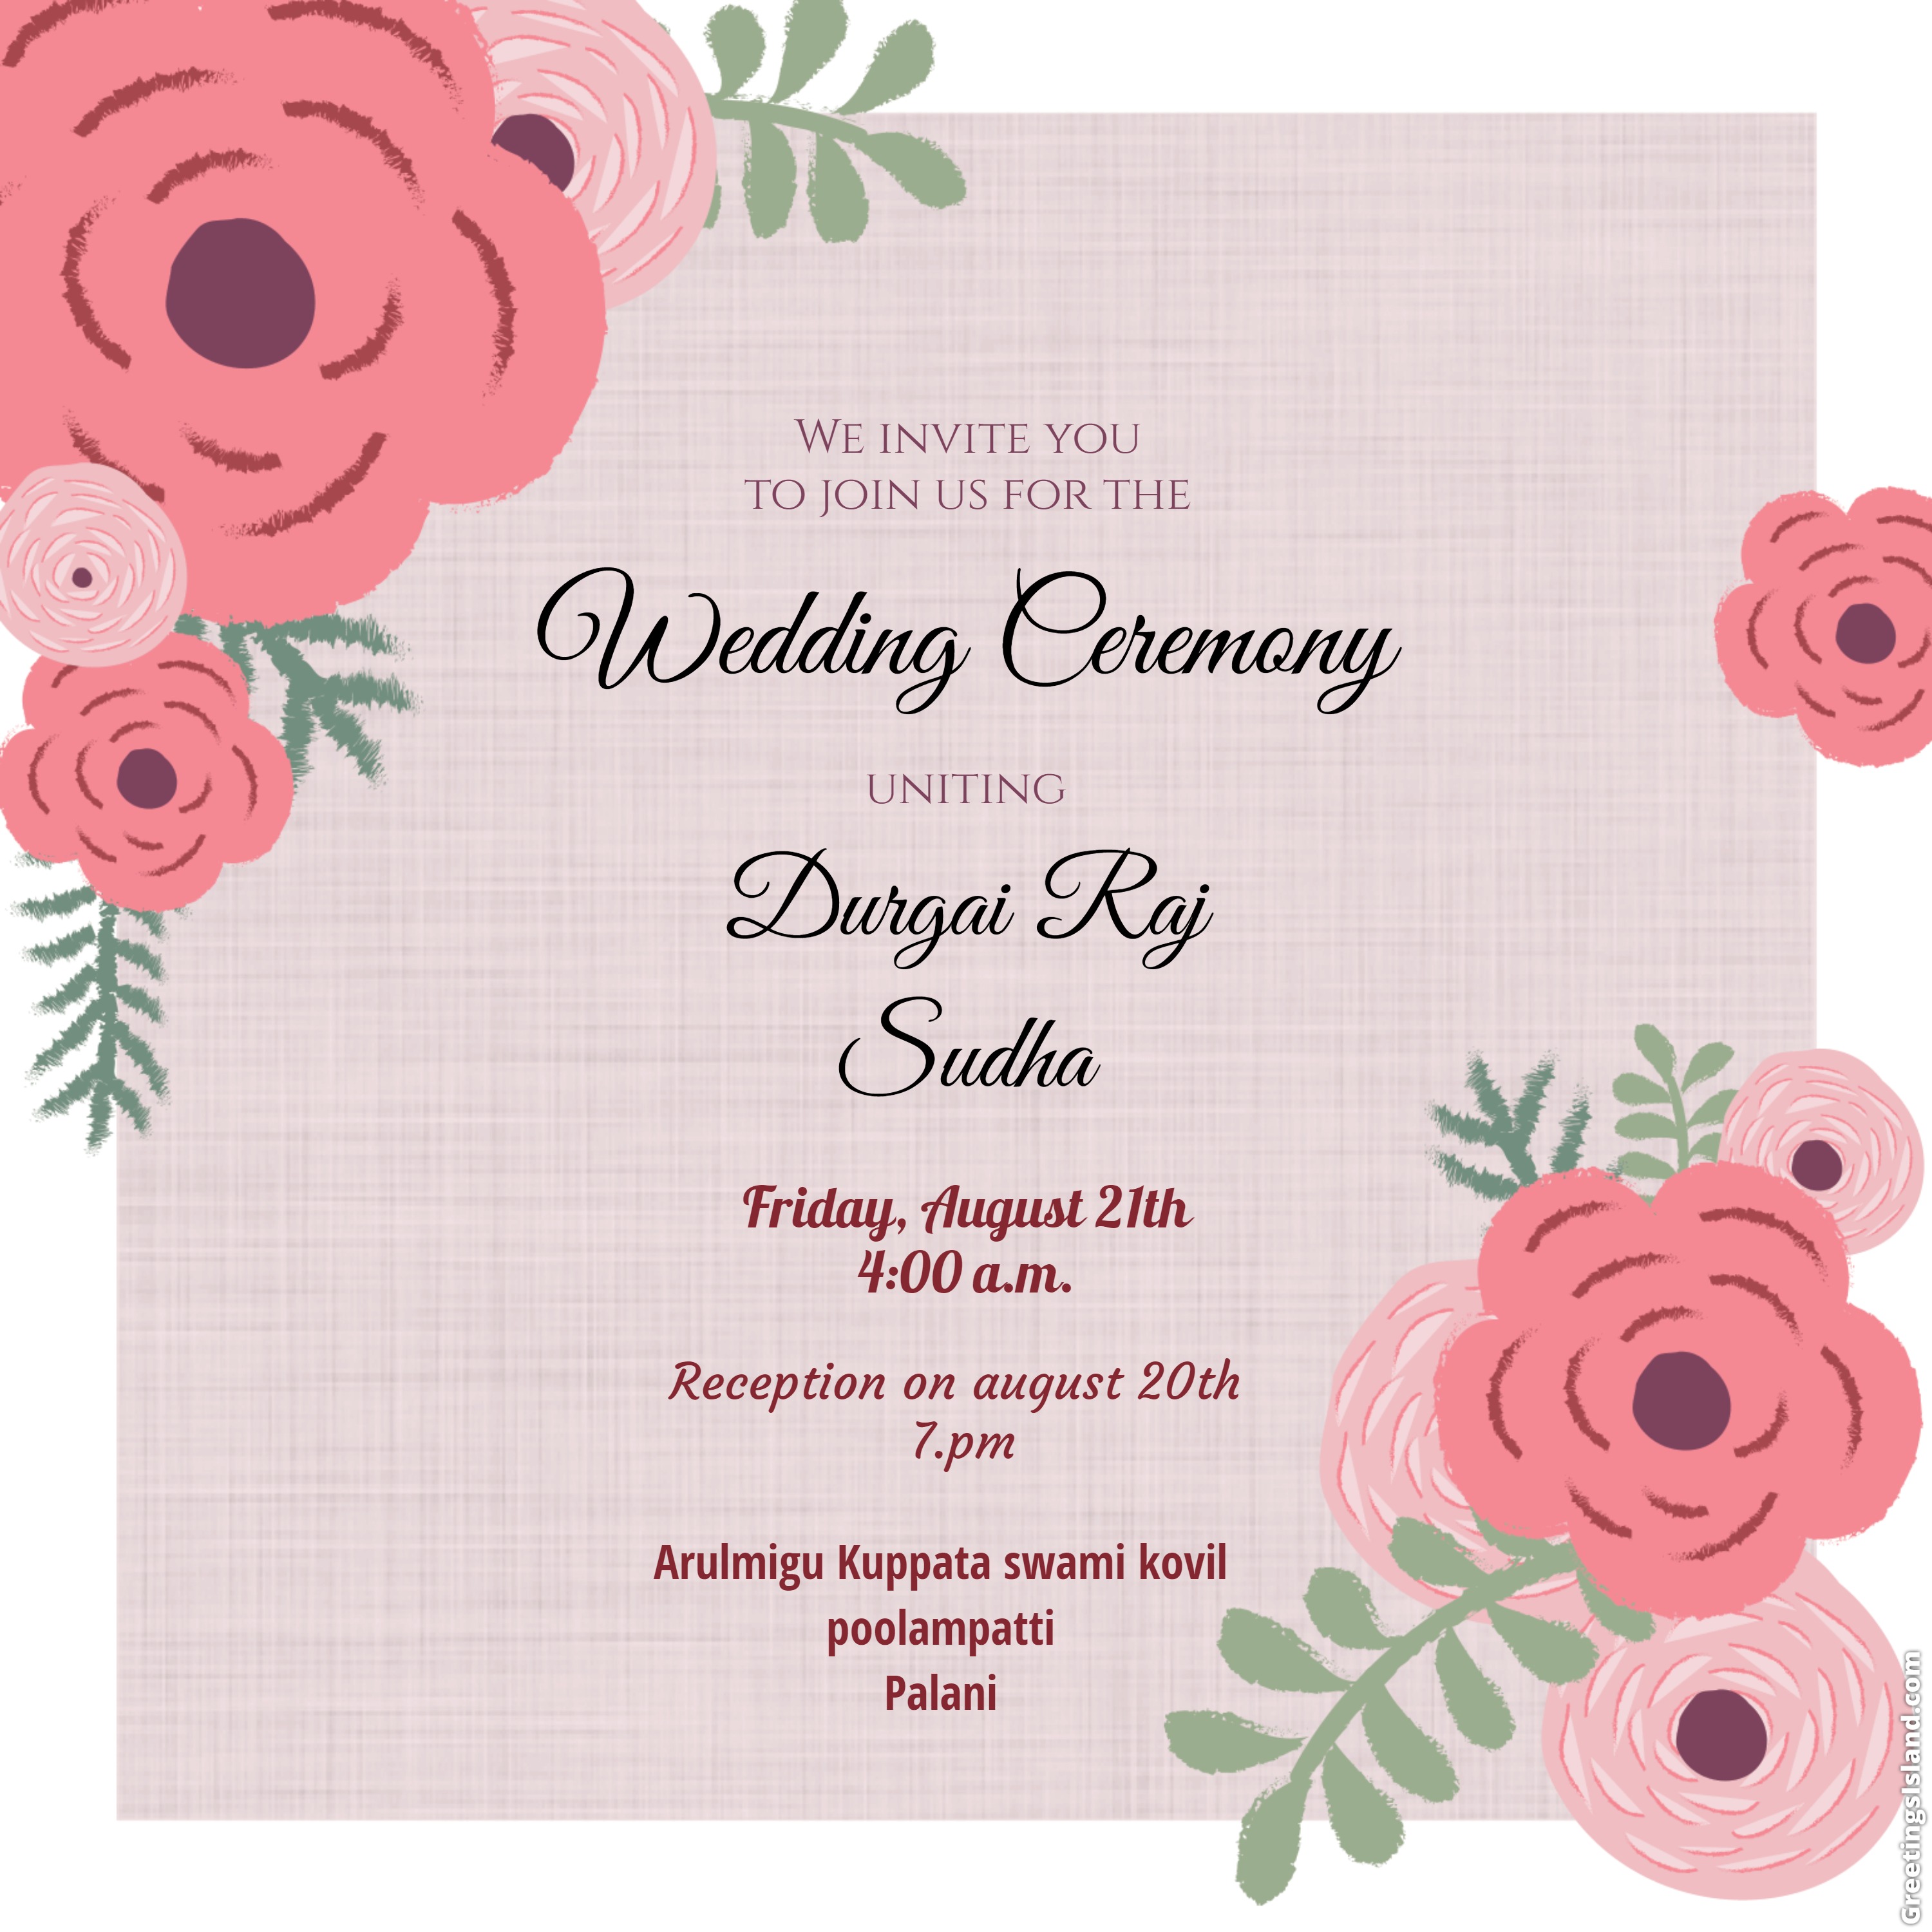 We invite you
to join us for the
Wedding Ceremony
uniting
Durgai Raj
Sudha
Friday, August 21th
4:00 a.m.
Reception on august 20th
7.pm
Arulmigu Kuppata swami kovil
poolampatti
Palani
GreetingsIsland.com